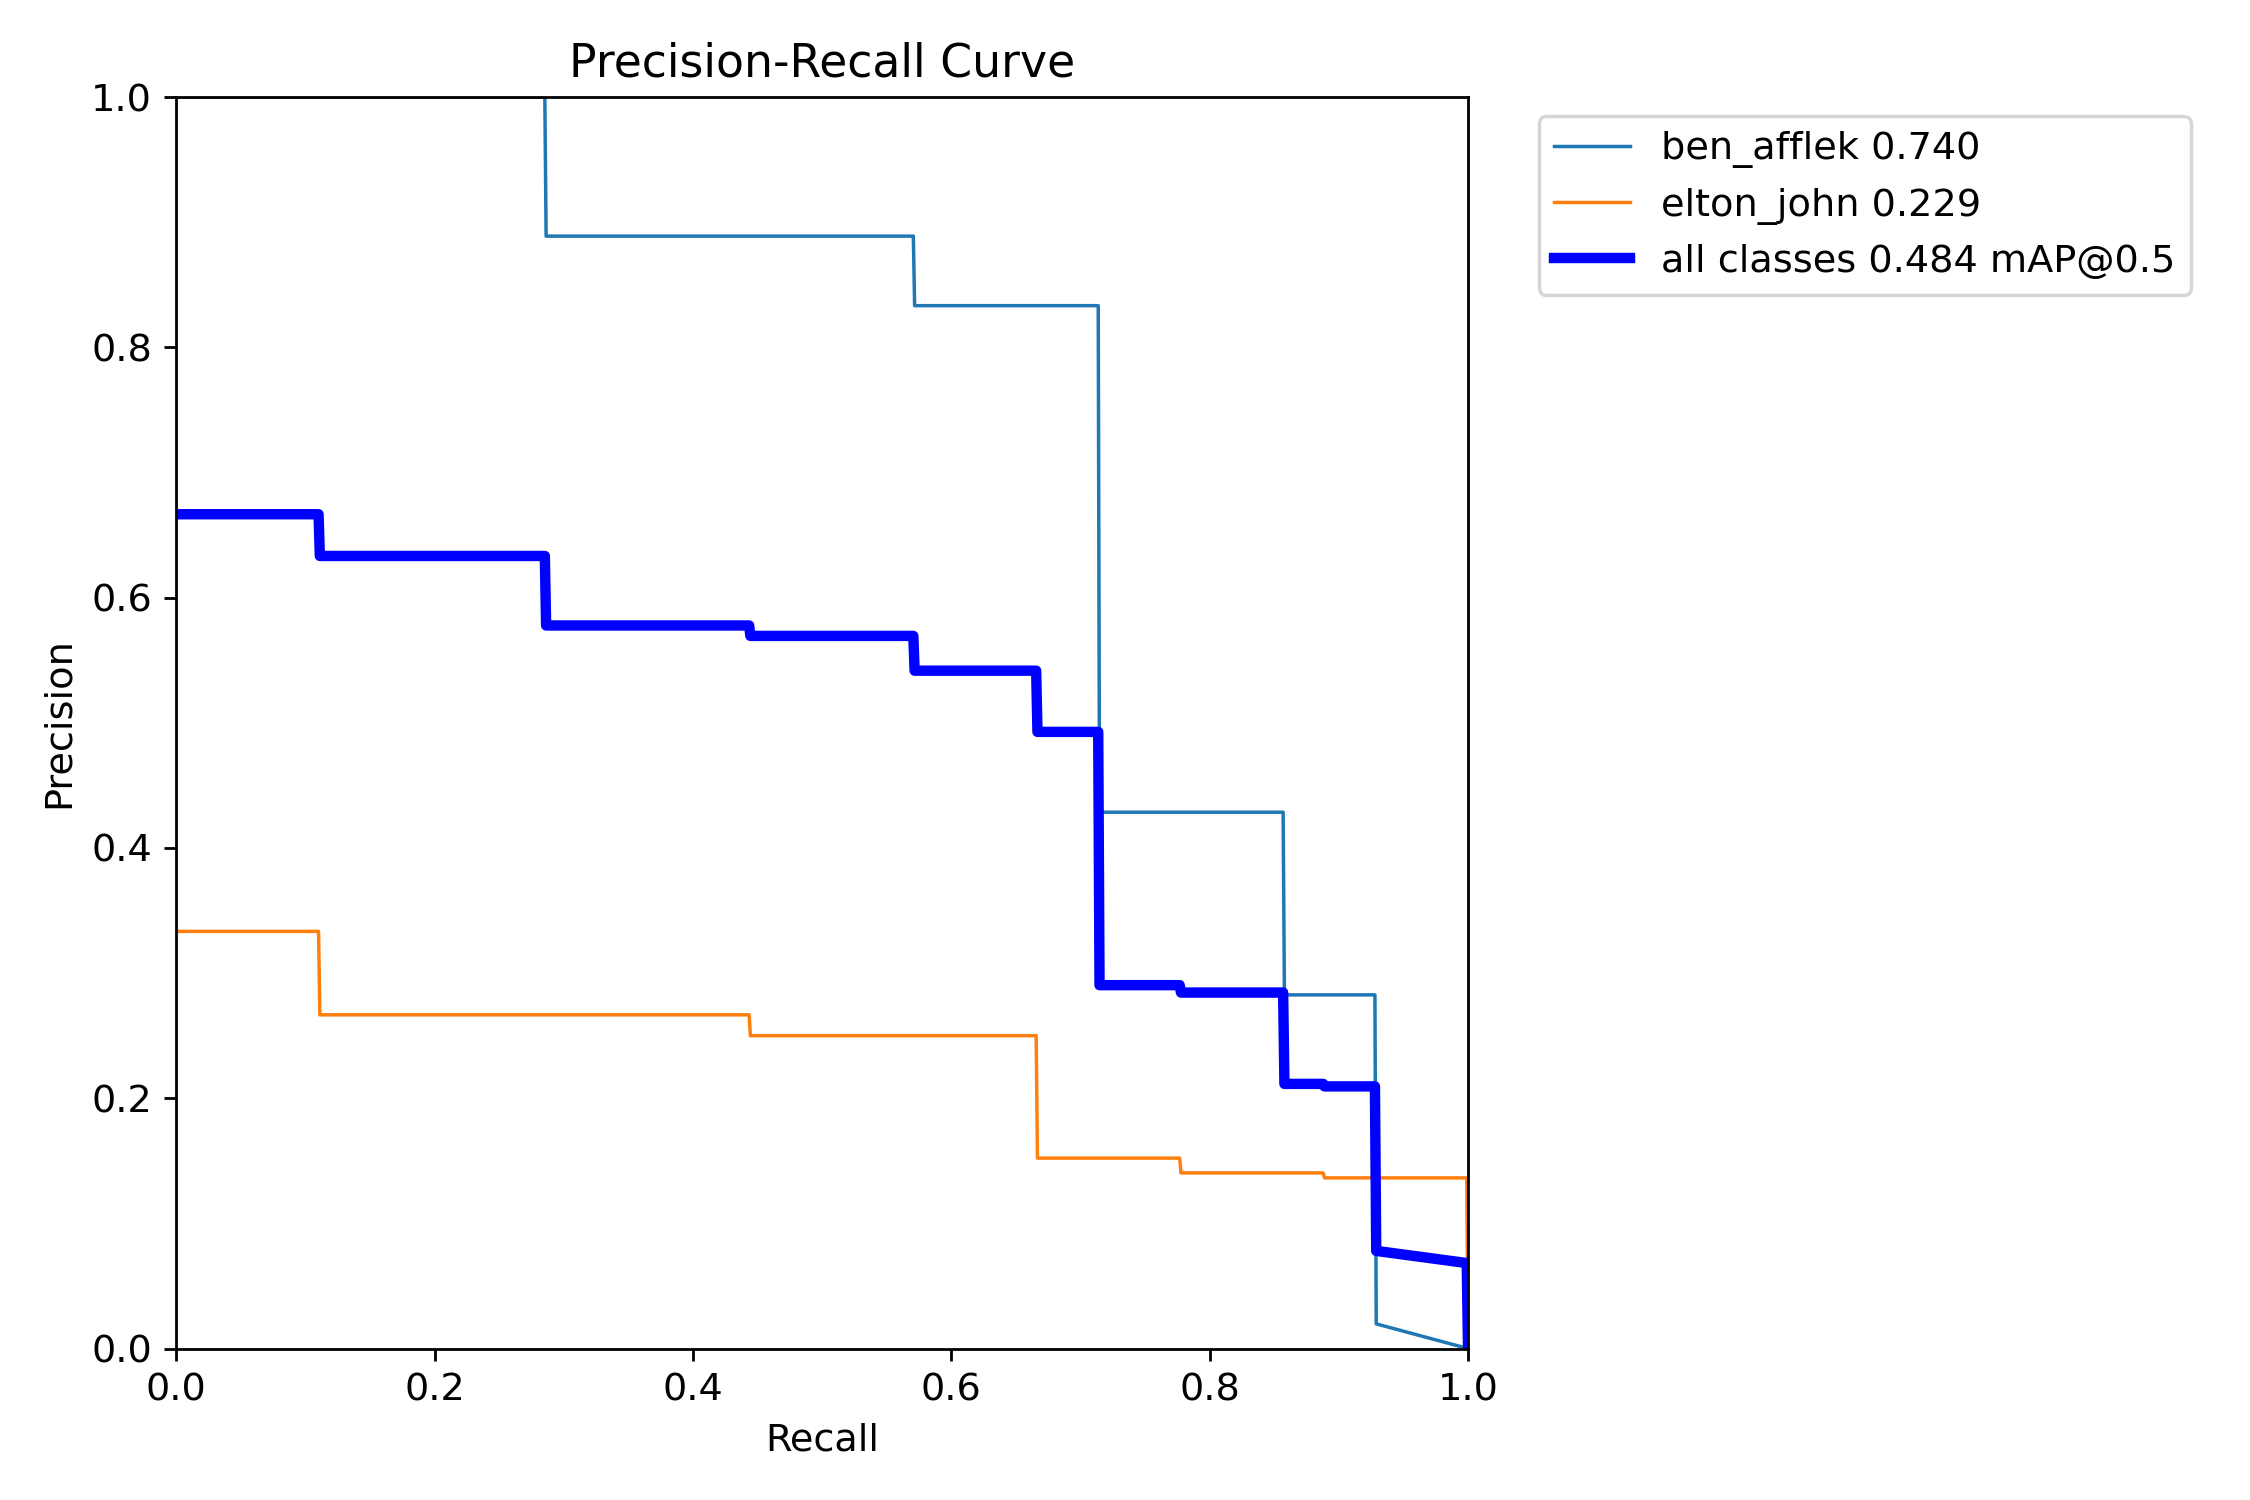 Precision-Recall Curve
1.0
0.8
0.6
0.4
0.2
0.0
Precision
0.0 0.2 0.4 0.6 0.8 1.0
Recall
ben_afflek 0.740
elton_john 0.229
all classes 0.484 mAP@0.5